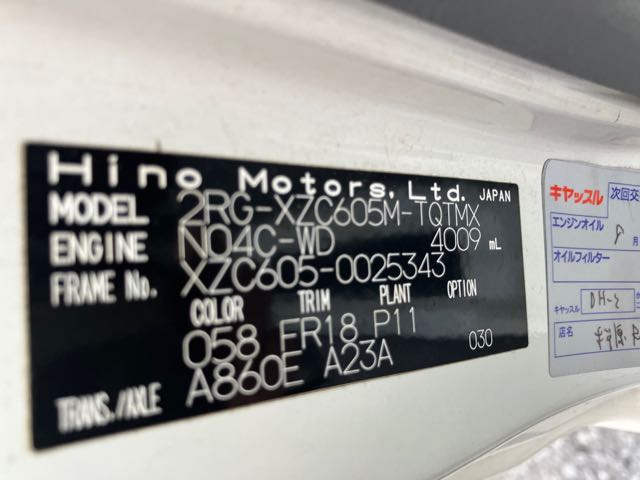 Hino Motors, Ltd. JAPAN
MODEL 2RG-XZC605M-TQTMX
ENGINE N04C-WD 4009 mL
FRAME No. XZC605-0025343
COLOR TRIM PLANT OPTION
058 FR18 P11 030
TRANS./AXLE A860E A23A
キャッスル 次回交
エンジンオイル 月
オイルフィルター
キャッスル DH-2
店名